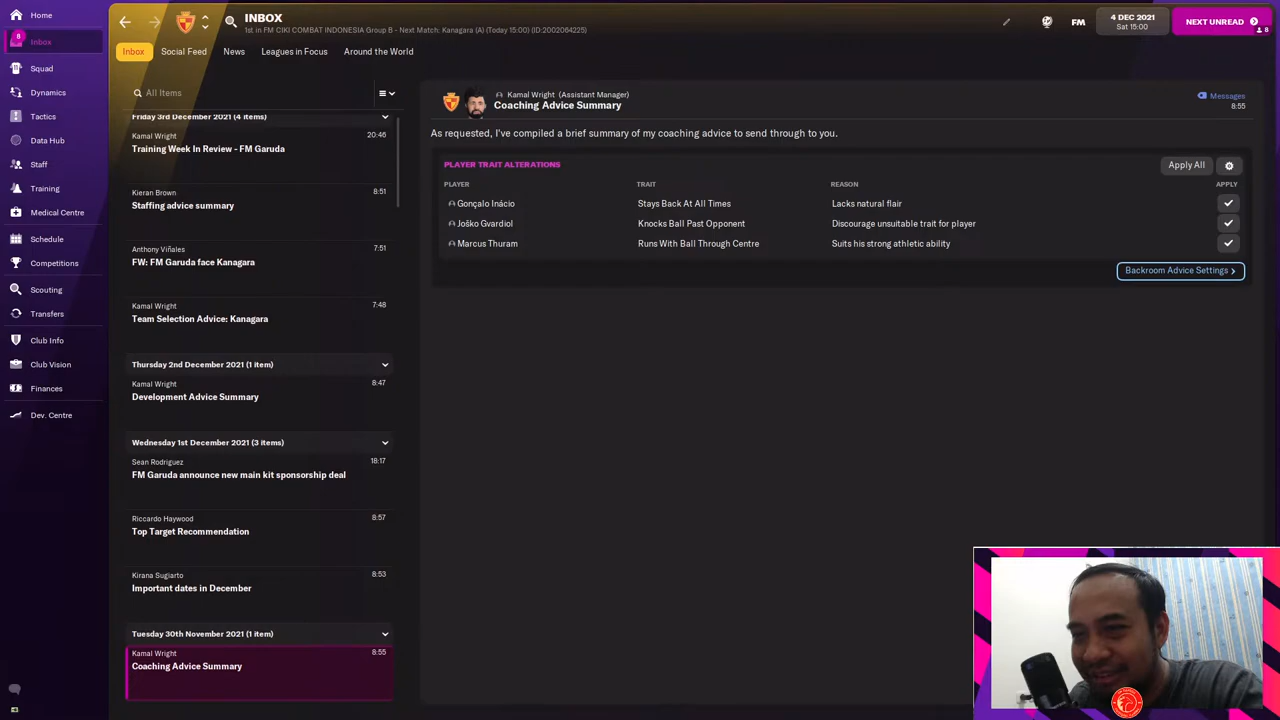 Home
8
Inbox
Squad
Dynamics
Tactics
Data Hub
Staff
Training
Medical Centre
Schedule
Competitions
Scouting
Transfers
Club Info
Club Vision
Finances
Dev. Centre
INBOX
1st in FM CIKI COMBAT INDONESIA Group B - Next Match: Kanagara (A) (Today 15:00) (ID:2002064225)
FM
4 DEC 2021
Sat 15:00
NEXT UNREAD
8
Inbox Social Feed News Leagues in Focus Around the World
All Items
Friday 3rd December 2021 (4 items)
Kamal Wright 20:46
Training Week In Review - FM Garuda
Kieran Brown 8:51
Staffing advice summary
Anthony Viñales 7:51
FW: FM Garuda face Kanagara
Kamal Wright 7:48
Team Selection Advice: Kanagara
Thursday 2nd December 2021 (1 item)
Kamal Wright 8:47
Development Advice Summary
Wednesday 1st December 2021 (3 items)
Sean Rodriguez 18:17
FM Garuda announce new main kit sponsorship deal
Riccardo Haywood 8:57
Top Target Recommendation
Kirana Sugiarto 8:53
Important dates in December
Tuesday 30th November 2021 (1 item)
Kamal Wright 8:55
Coaching Advice Summary
Kamal Wright (Assistant Manager)
Coaching Advice Summary
Messages
8:55
As requested, I've compiled a brief summary of my coaching advice to send through to you.
PLAYER TRAIT ALTERATIONS
Apply All
PLAYER TRAIT REASON APPLY
Gonçalo Inácio Stays Back At All Times Lacks natural flair
Joško Gvardiol Knocks Ball Past Opponent Discourage unsuitable trait for player
Marcus Thuram Runs With Ball Through Centre Suits his strong athletic ability
Backroom Advice Settings